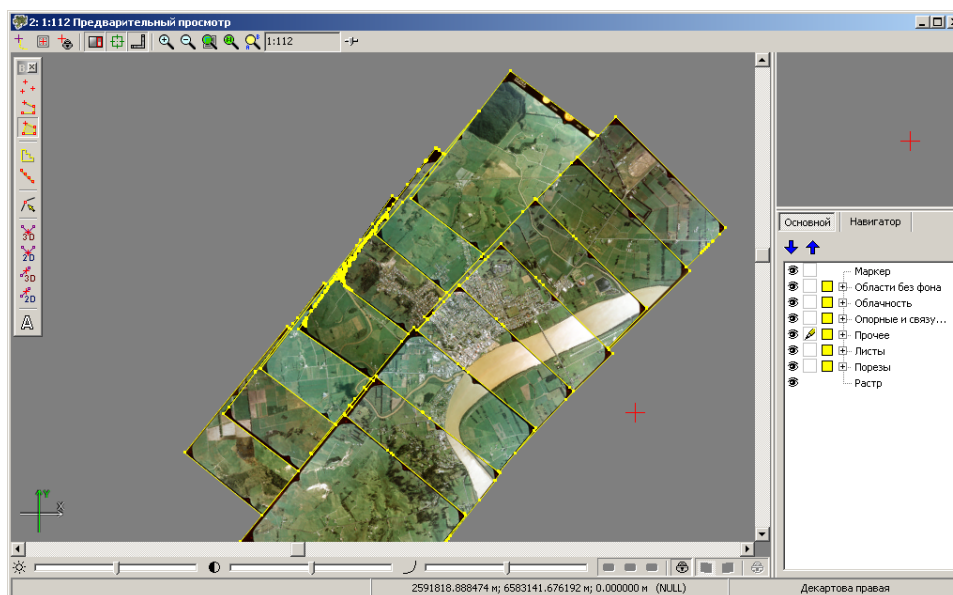 2: 1:112 Предварительный просмотр
1:112
3D
2D
3D
2D
A
Y
X
Основной Навигатор
Маркер
Области без фона
Облачность
Опорные и связу...
Прочее
Листы
Порезы
Растр
2591818.888474 м; 6583141.676192 м; 0.000000 м (NULL) Декартова правая